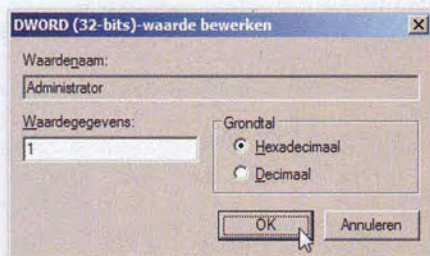 DWORD (32-bits)-waarde bewerken
Waardenaam:
Administrator
Waardegegevens:
1
Grondtal
Hexadecimaal
Decimaal
OK
Annuleren